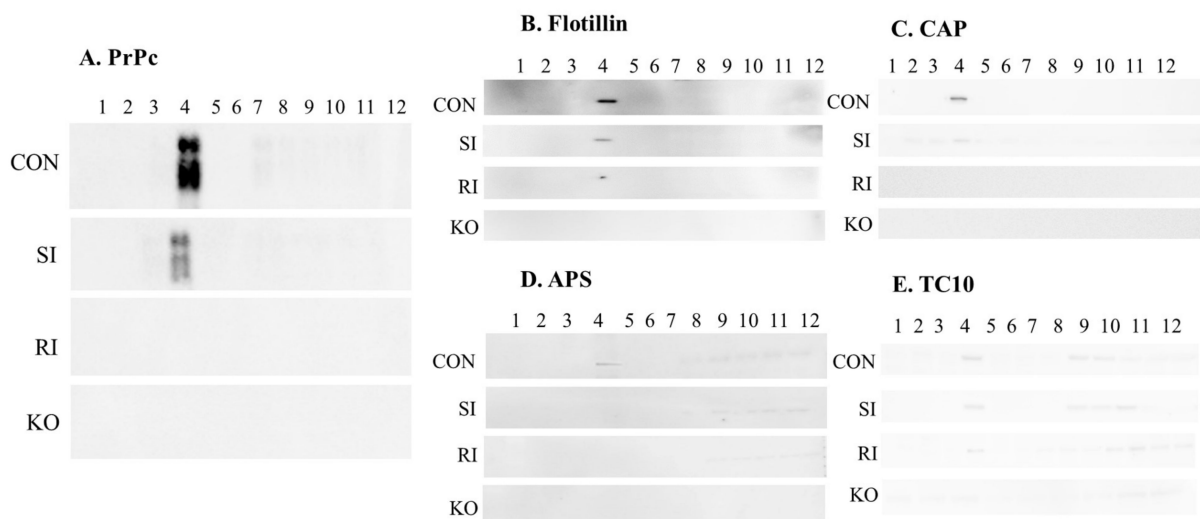 A. PrPc
1 2 3 4 5 6 7 8 9 10 11 12
CON
SI
RI
KO
B. Flotillin
1 2 3 4 5 6 7 8 9 10 11 12
CON
SI
RI
KO
C. CAP
1 2 3 4 5 6 7 8 9 10 11 12
CON
SI
RI
KO
D. APS
1 2 3 4 5 6 7 8 9 10 11 12
CON
SI
RI
KO
E. TC10
1 2 3 4 5 6 7 8 9 10 11 12
CON
SI
RI
KO